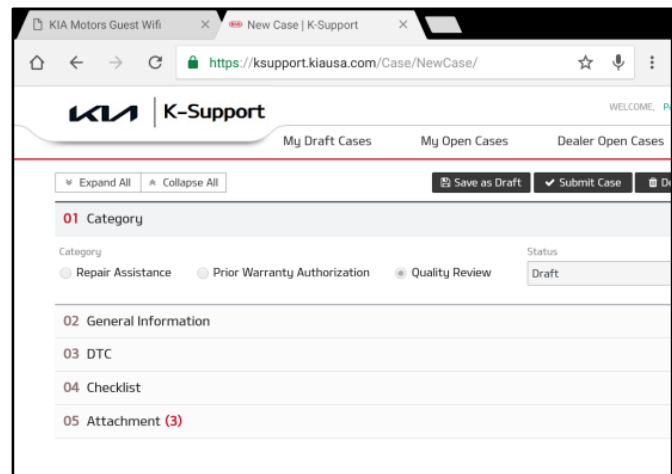 KIA Motors Guest Wifi
New Case | K-Support
https://ksupport.kiausa.com/Case/NewCase/
KIA
K-Support
WELCOME,
My Draft Cases
My Open Cases
Dealer Open Cases
Expand All
Collapse All
Save as Draft
Submit Case
01 Category
Category
Status
Repair Assistance
Prior Warranty Authorization
Quality Review
Draft
02 General Information
03 DTC
04 Checklist
05 Attachment (3)